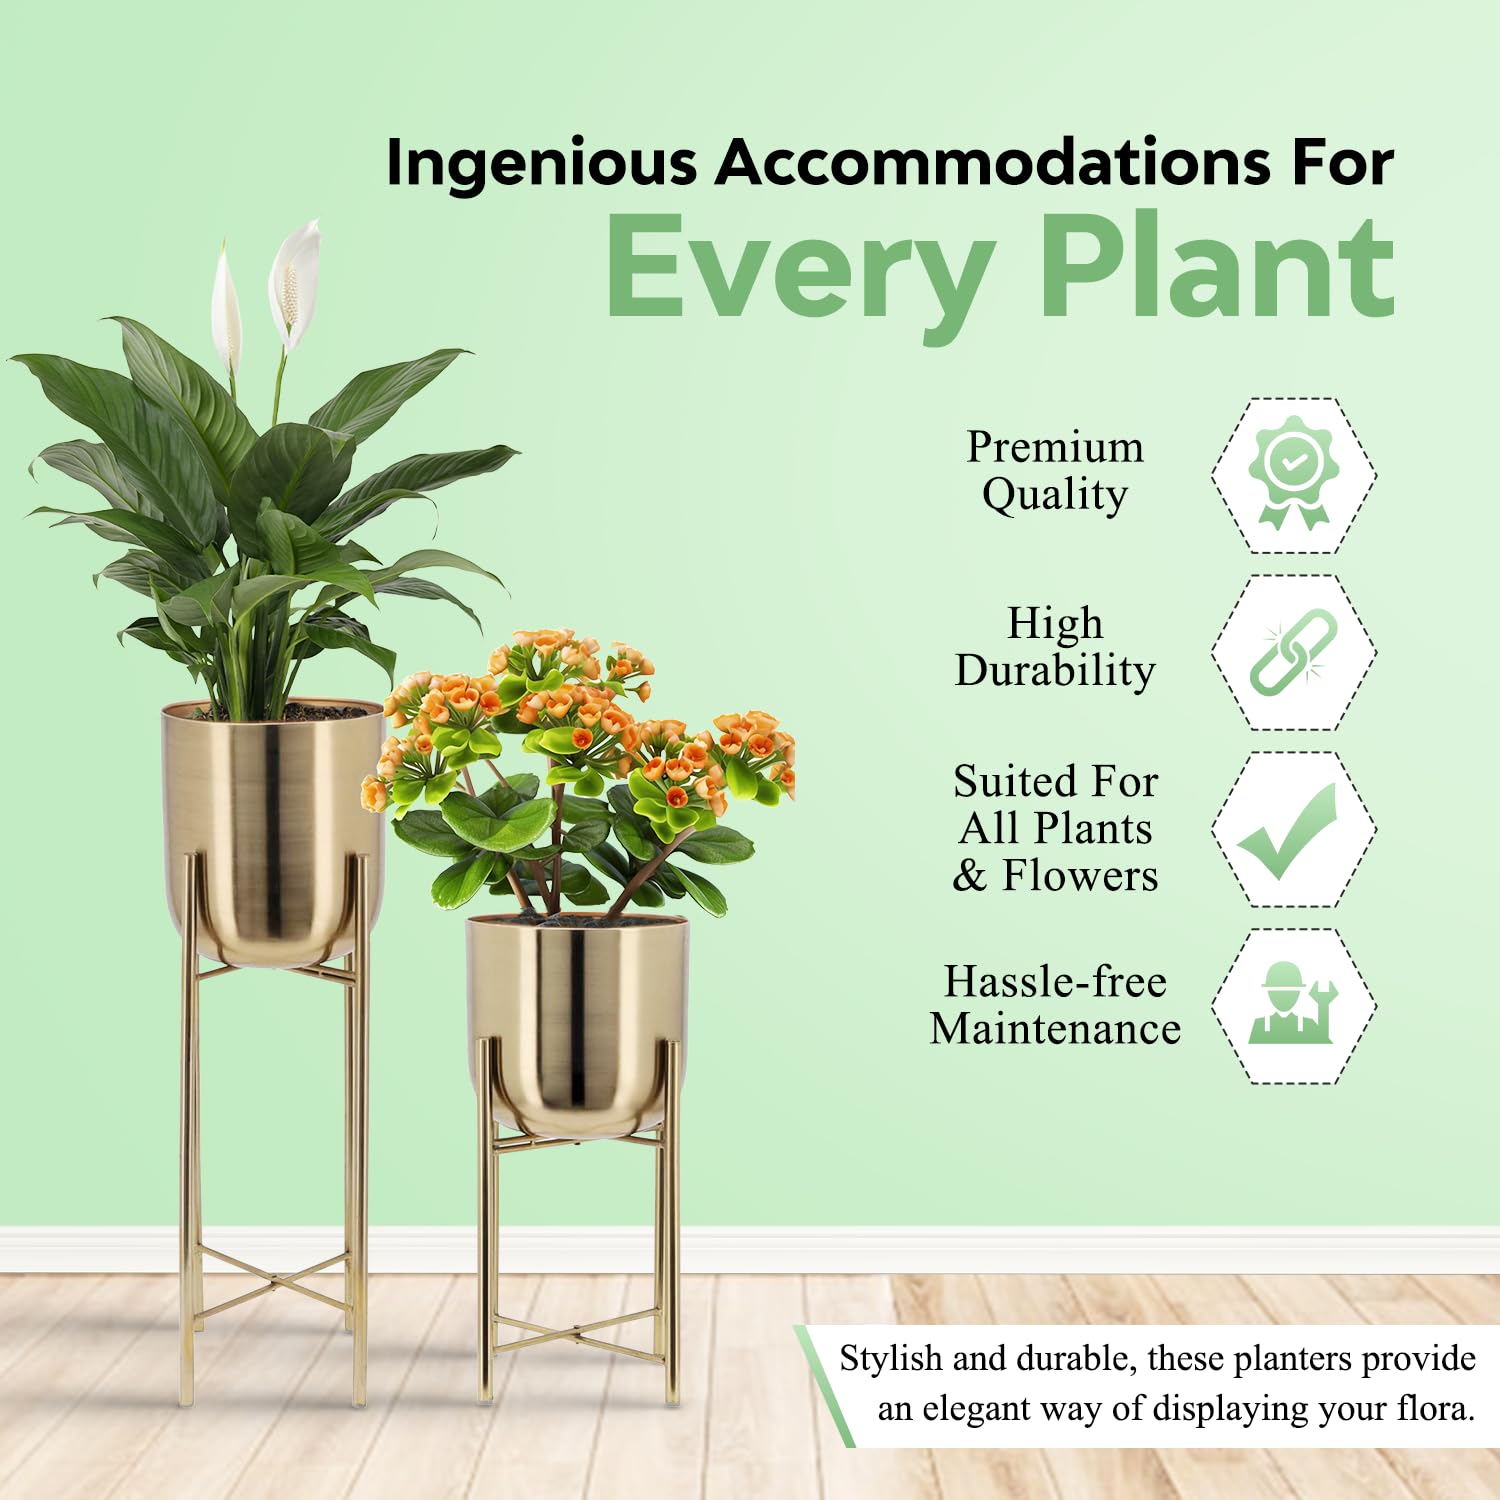 Ingenious Accommodations For
Every Plant
Premium
Quality
High
Durability
Suited For
All Plants
& Flowers
Hassle-free
Maintenance
Stylish and durable, these planters provide
an elegant way of displaying your flora.